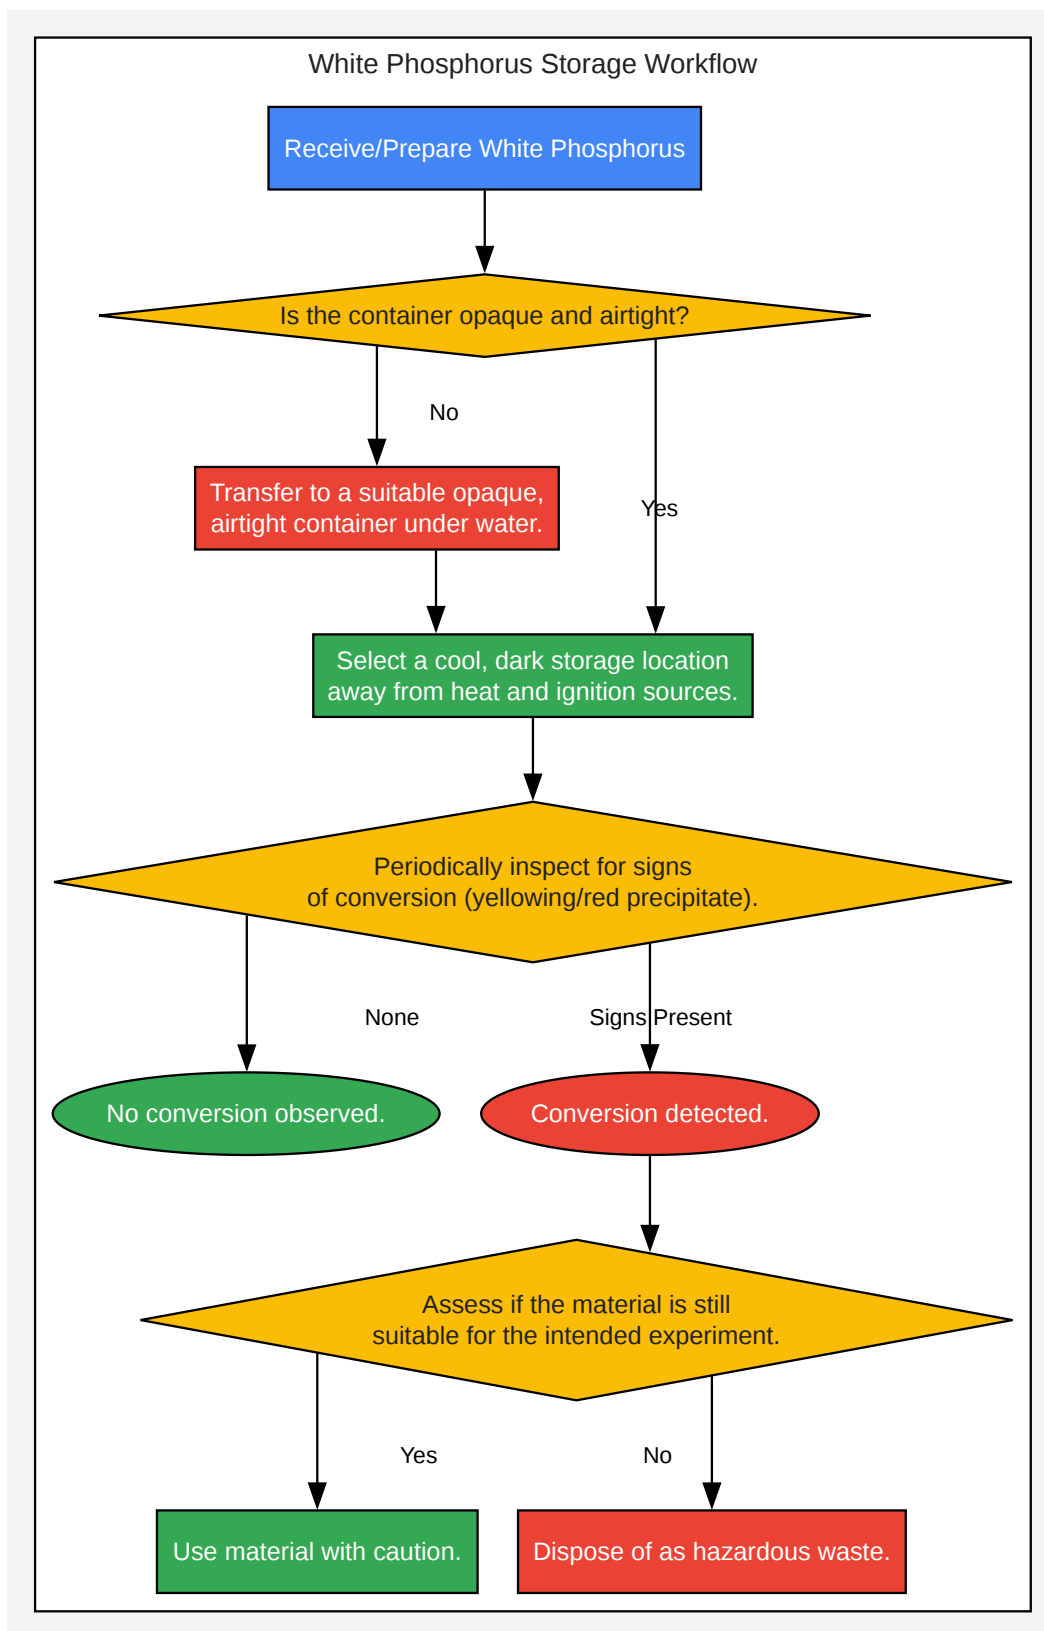 White Phosphorus Storage Workflow
Receive/Prepare White Phosphorus
Is the container opaque and airtight?
No
Transfer to a suitable opaque,
airtight container under water.
Yes
Select a cool, dark storage location
away from heat and ignition sources.
Periodically inspect for signs
of conversion (yellowing/red precipitate).
None
Signs Present
No conversion observed.
Conversion detected.
Assess if the material is still
suitable for the intended experiment.
Yes
No
Use material with caution.
Dispose of as hazardous waste.